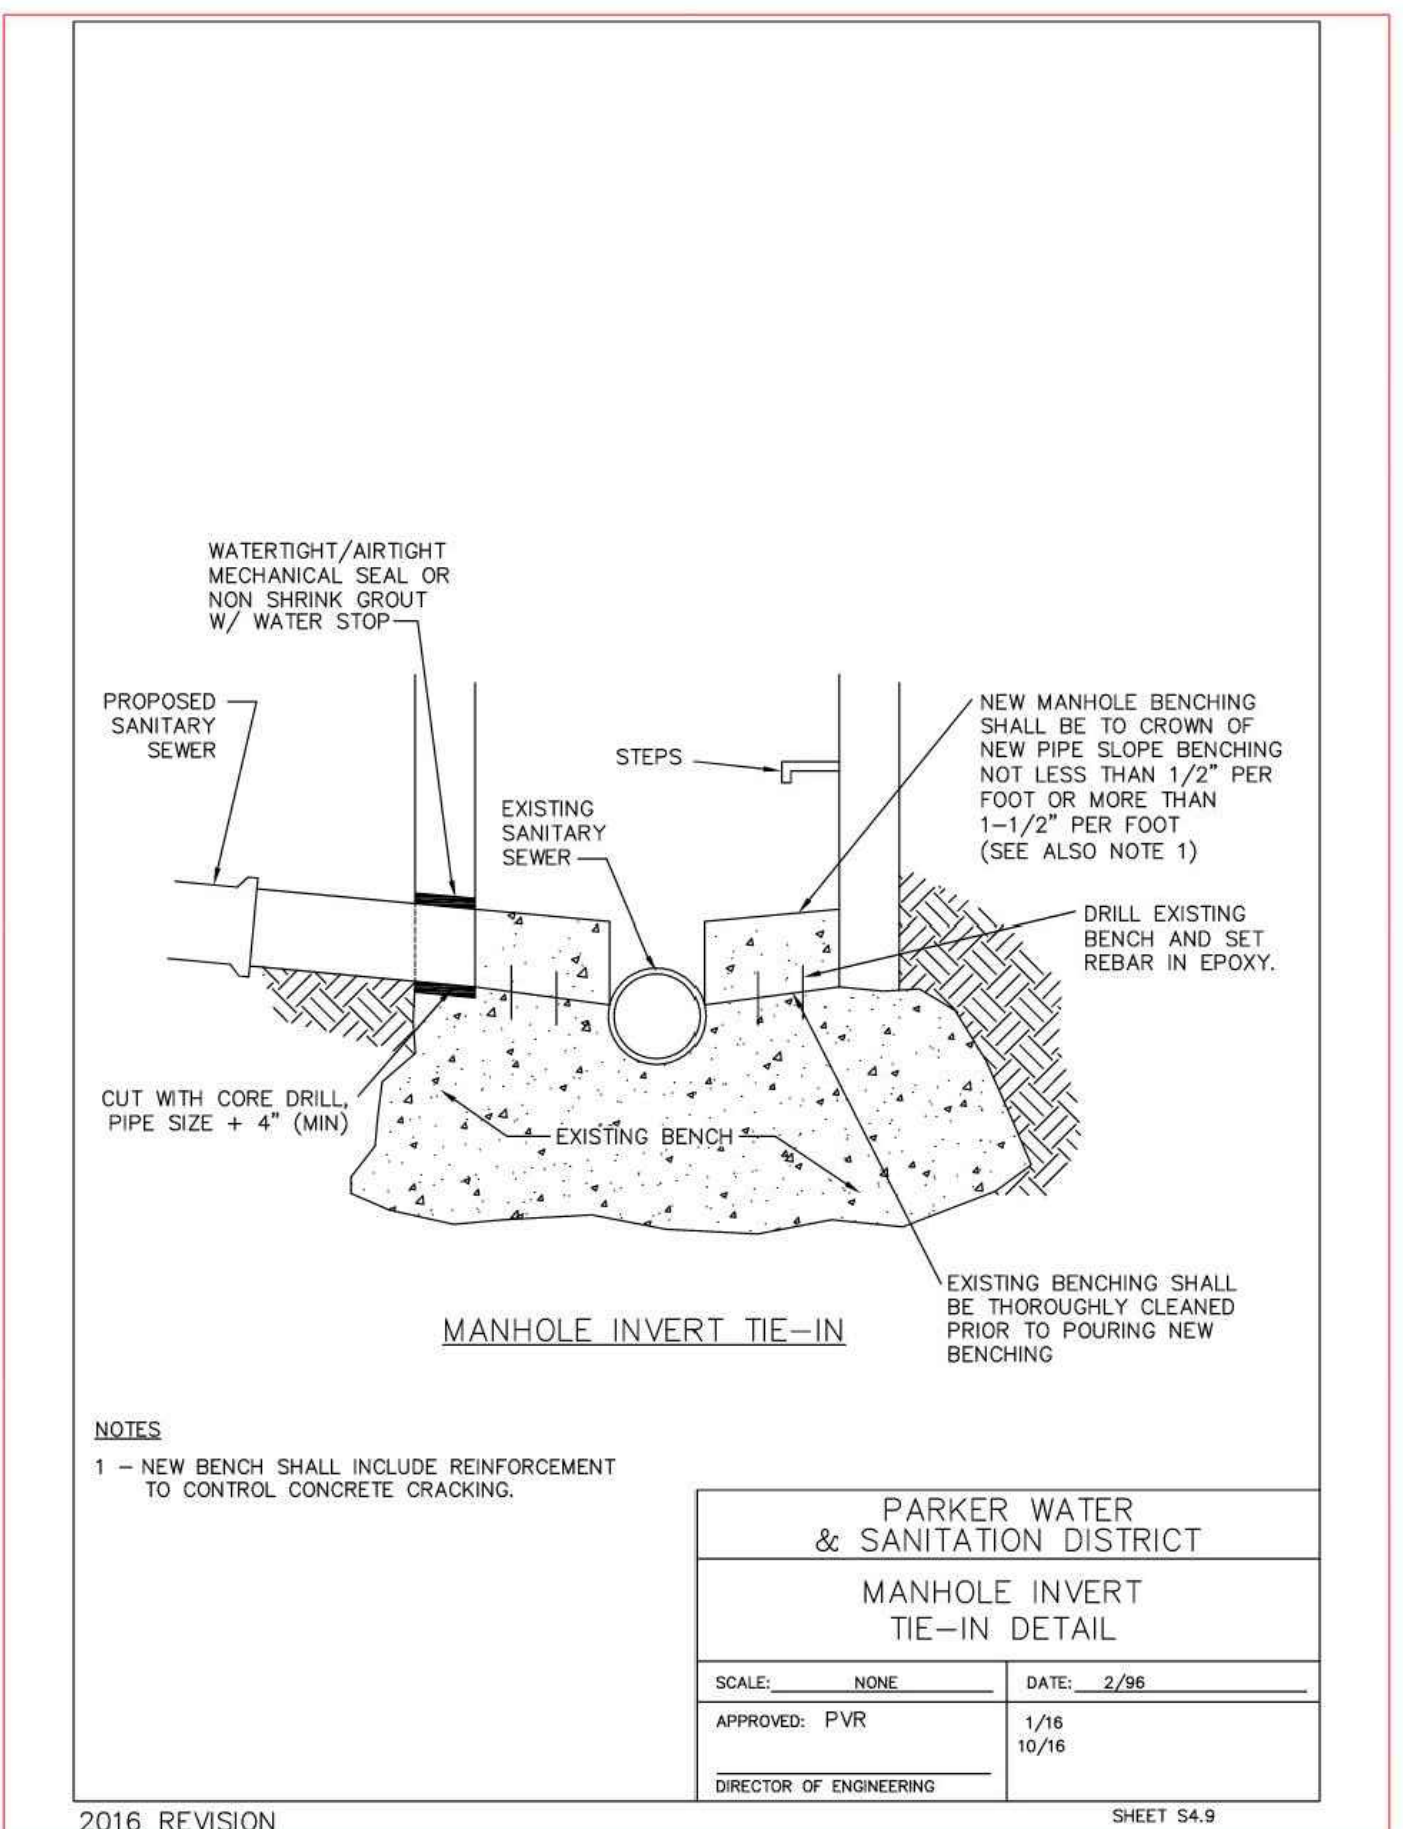 WATERTIGHT/AIRTIGHT
MECHANICAL SEAL OR
NON SHRINK GROUT
W/ WATER STOP
PROPOSED
SANITARY
SEWER
STEPS
EXISTING
SANITARY
SEWER
NEW MANHOLE BENCHING
SHALL BE TO CROWN OF
NEW PIPE SLOPE BENCHING
NOT LESS THAN 1/2" PER
FOOT OR MORE THAN
1-1/2" PER FOOT
(SEE ALSO NOTE 1)
DRILL EXISTING
BENCH AND SET
REBAR IN EPOXY.
CUT WITH CORE DRILL,
PIPE SIZE + 4" (MIN)
EXISTING BENCH
EXISTING BENCHING SHALL
BE THOROUGHLY CLEANED
PRIOR TO POURING NEW
BENCHING
MANHOLE INVERT TIE-IN
NOTES
1 - NEW BENCH SHALL INCLUDE REINFORCEMENT
TO CONTROL CONCRETE CRACKING.
PARKER WATER
& SANITATION DISTRICT
MANHOLE INVERT
TIE-IN DETAIL
SCALE: NONE
DATE: 2/96
APPROVED: PVR
1/16
10/16
DIRECTOR OF ENGINEERING
2016 REVISION
SHEET S4.9